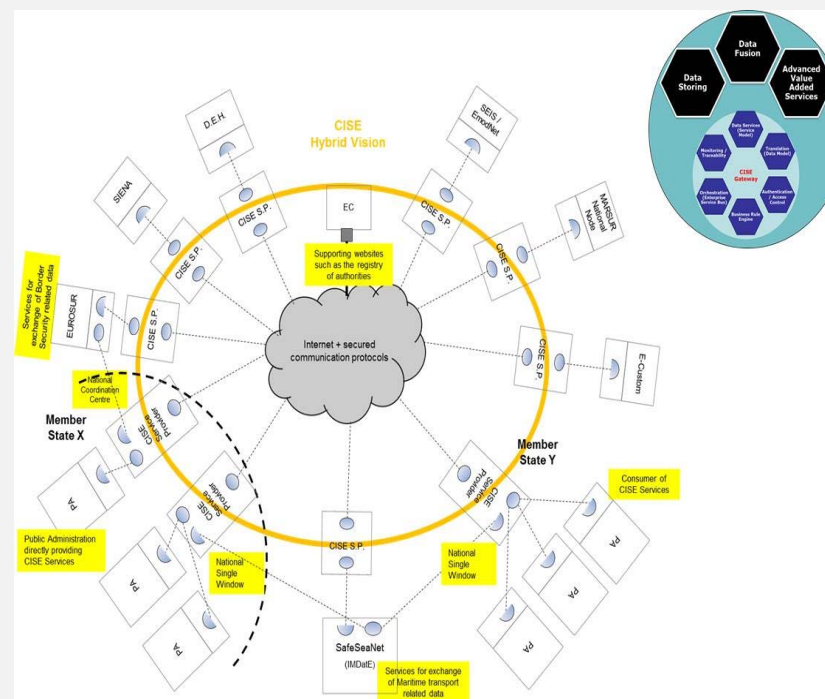 CISE
Hybrid Vision
Data
Fusion
Data
Storing
Advanced
Value
Added
Services
Data Services
(Service
Model)
Monitoring /
Traceability
Translation
(Data Model)
CISE
Gateway
Orchestration
(Enterprise
Service Bus)
Authentication
/ Access
Control
Business Rule
Engine
D.E.H.
SEIS /
EmodNet
SIENA
CISE S.P.
EC
CISE S.P.
MARSUR
National
Node
CISE S.P.
Supporting websites
such as the registry
of authorities
CISE S.P.
Services for
exchange of Border
Security related data
EUROSUR
CISE S.P.
Internet + secured
communication protocols
CISE S.P.
E-Custom
National
Coordination
Centre
Member
State X
CISE
Service
Provider
Member
State Y
CISE
Service
Provider
Consumer of
CISE Services
PA
CISE
Service
Provider
PA
Public Administration
directly providing
CISE Services
CISE S.P.
National
Single
Window
National
Single
Window
PA
PA
PA
PA
SafeSeaNet
(IMDatE)
Services for exchange
of Maritime transport
related data